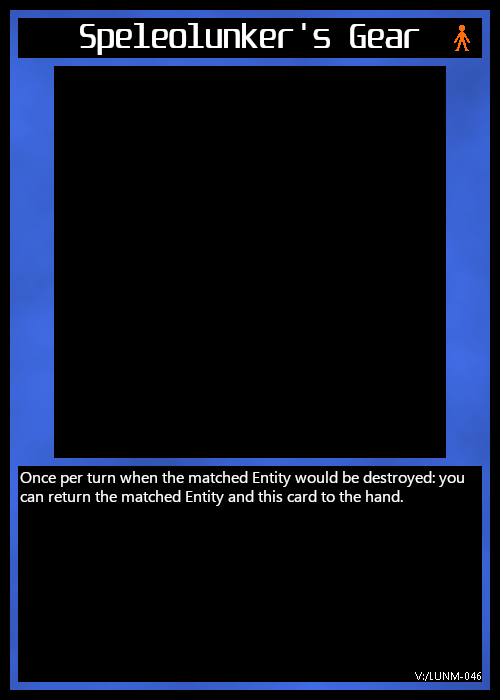 Speleolunker's Gear
Once per turn when the matched Entity would be destroyed: you
can return the matched Entity and this card to the hand.
V:/LUNM-046